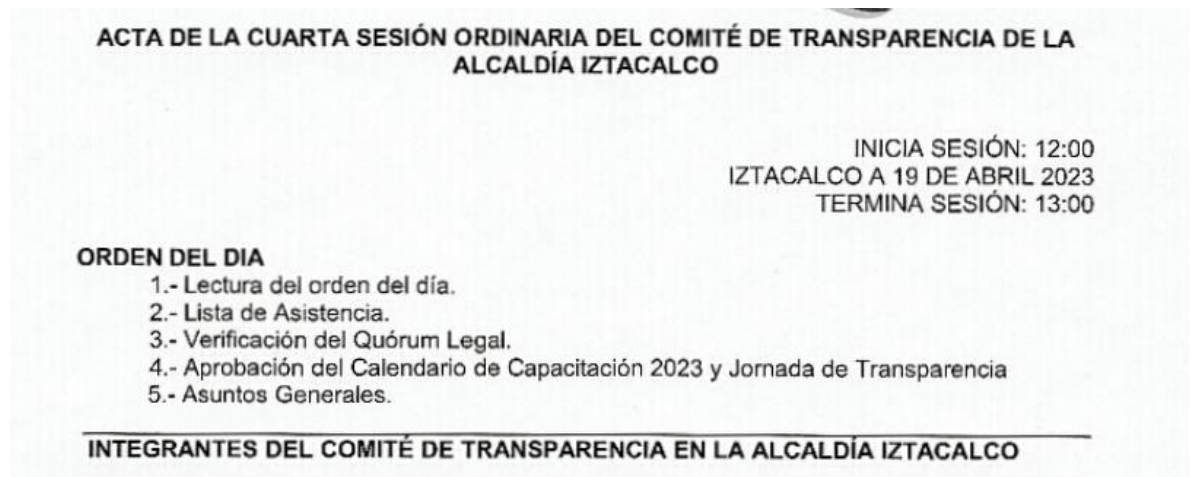 ACTA DE LA CUARTA SESIÓN ORDINARIA DEL COMITÉ DE TRANSPARENCIA DE LA
ALCALDÍA IZTACALCO
INICIA SESIÓN: 12:00
IZTACALCO A 19 DE ABRIL 2023
TERMINA SESIÓN: 13:00
ORDEN DEL DIA
1.- Lectura del orden del día.
2.- Lista de Asistencia.
3.- Verificación del Quórum Legal.
4.- Aprobación del Calendario de Capacitación 2023 y Jornada de Transparencia
5.- Asuntos Generales.
INTEGRANTES DEL COMITÉ DE TRANSPARENCIA EN LA ALCALDÍA IZTACALCO